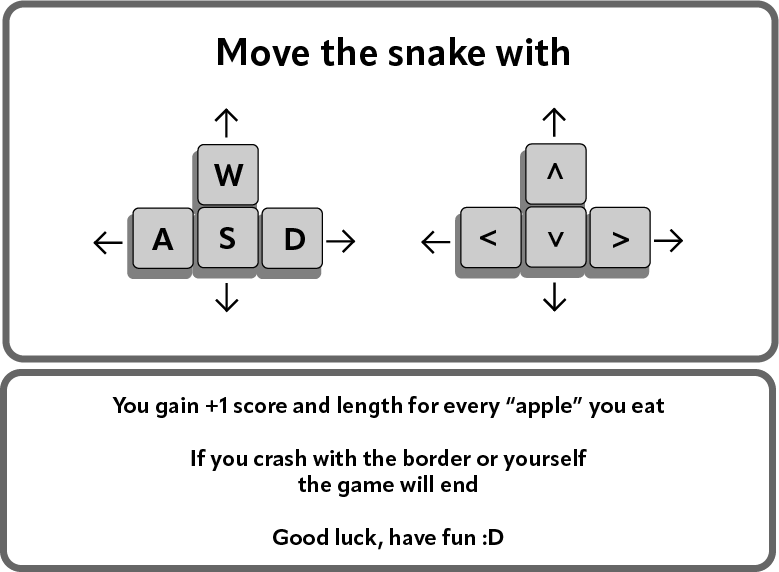 Move the snake with
W
A S D
^
< v >
You gain +1 score and length for every “apple” you eat
If you crash with the border or yourself
the game will end
Good luck, have fun :D